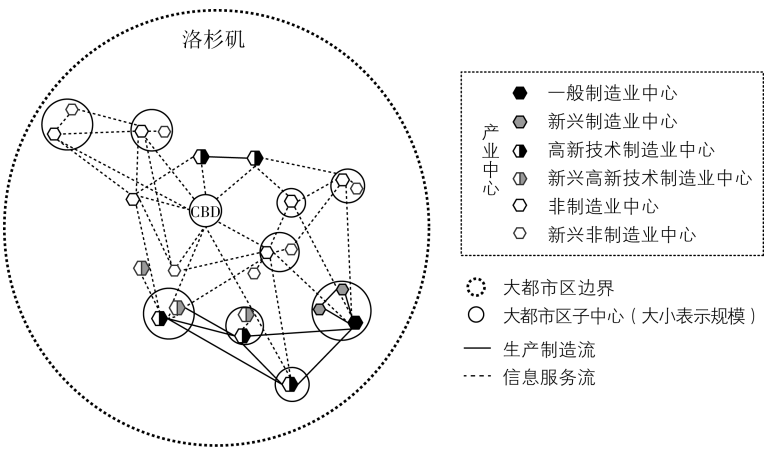 洛杉矶
CBD
产业中心
一般制造业中心
新兴制造业中心
高新技术制造业中心
新兴高新技术制造业中心
非制造业中心
新兴非制造业中心
大都市区边界
大都市区子中心（大小表示规模）
生产制造流
信息服务流